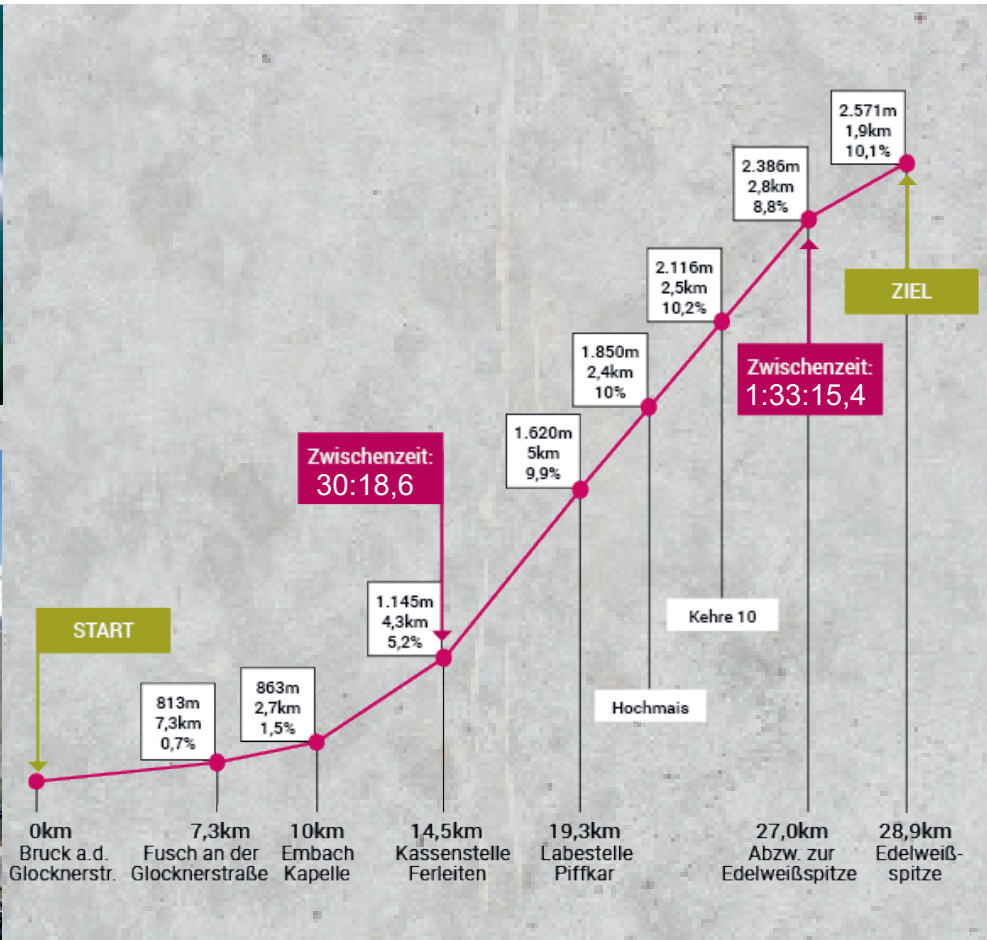 2.571m
1,9km
10,1%
2.386m
2,8km
8,8%
2.116m
2,5km
10,2%
ZIEL
1.850m
2,4km
10%
Zwischenzeit:
1:33:15,4
1.620m
5km
9,9%
Zwischenzeit:
30:18,6
1.145m
4,3km
5,2%
START
Kehre 10
863m
2,7km
1,5%
813m
7,3km
0,7%
Hochmais
0km
Bruck a.d.
Glocknerstr.
7,3km
Fusch an der
Glocknerstraße
10km
Embach
Kapelle
14,5km
Kassenstelle
Ferleiten
19,3km
Labestelle
Piffkar
27,0km
Abzw. zur
Edelweißspitze
28,9km
Edelweiß-
spitze